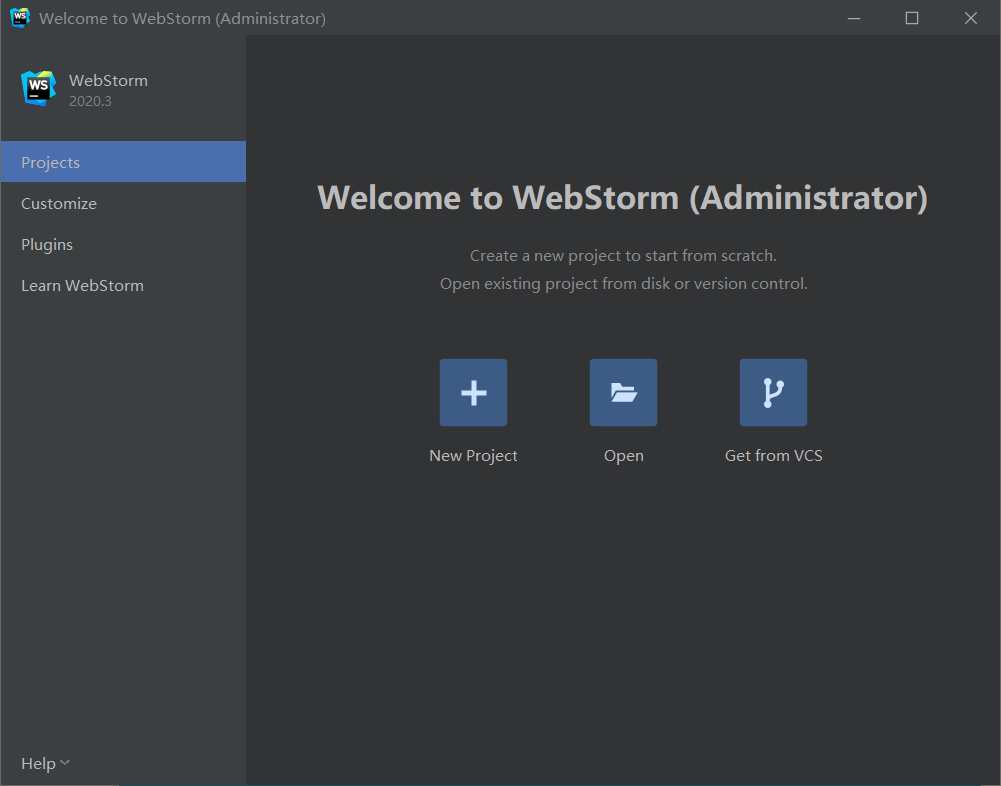 WS Welcome to WebStorm (Administrator)
WS
WebStorm
2020.3
Projects
Customize
Plugins
Learn WebStorm
Welcome to WebStorm (Administrator)
Create a new project to start from scratch.
Open existing project from disk or version control.
New Project
Open
Get from VCS
Help